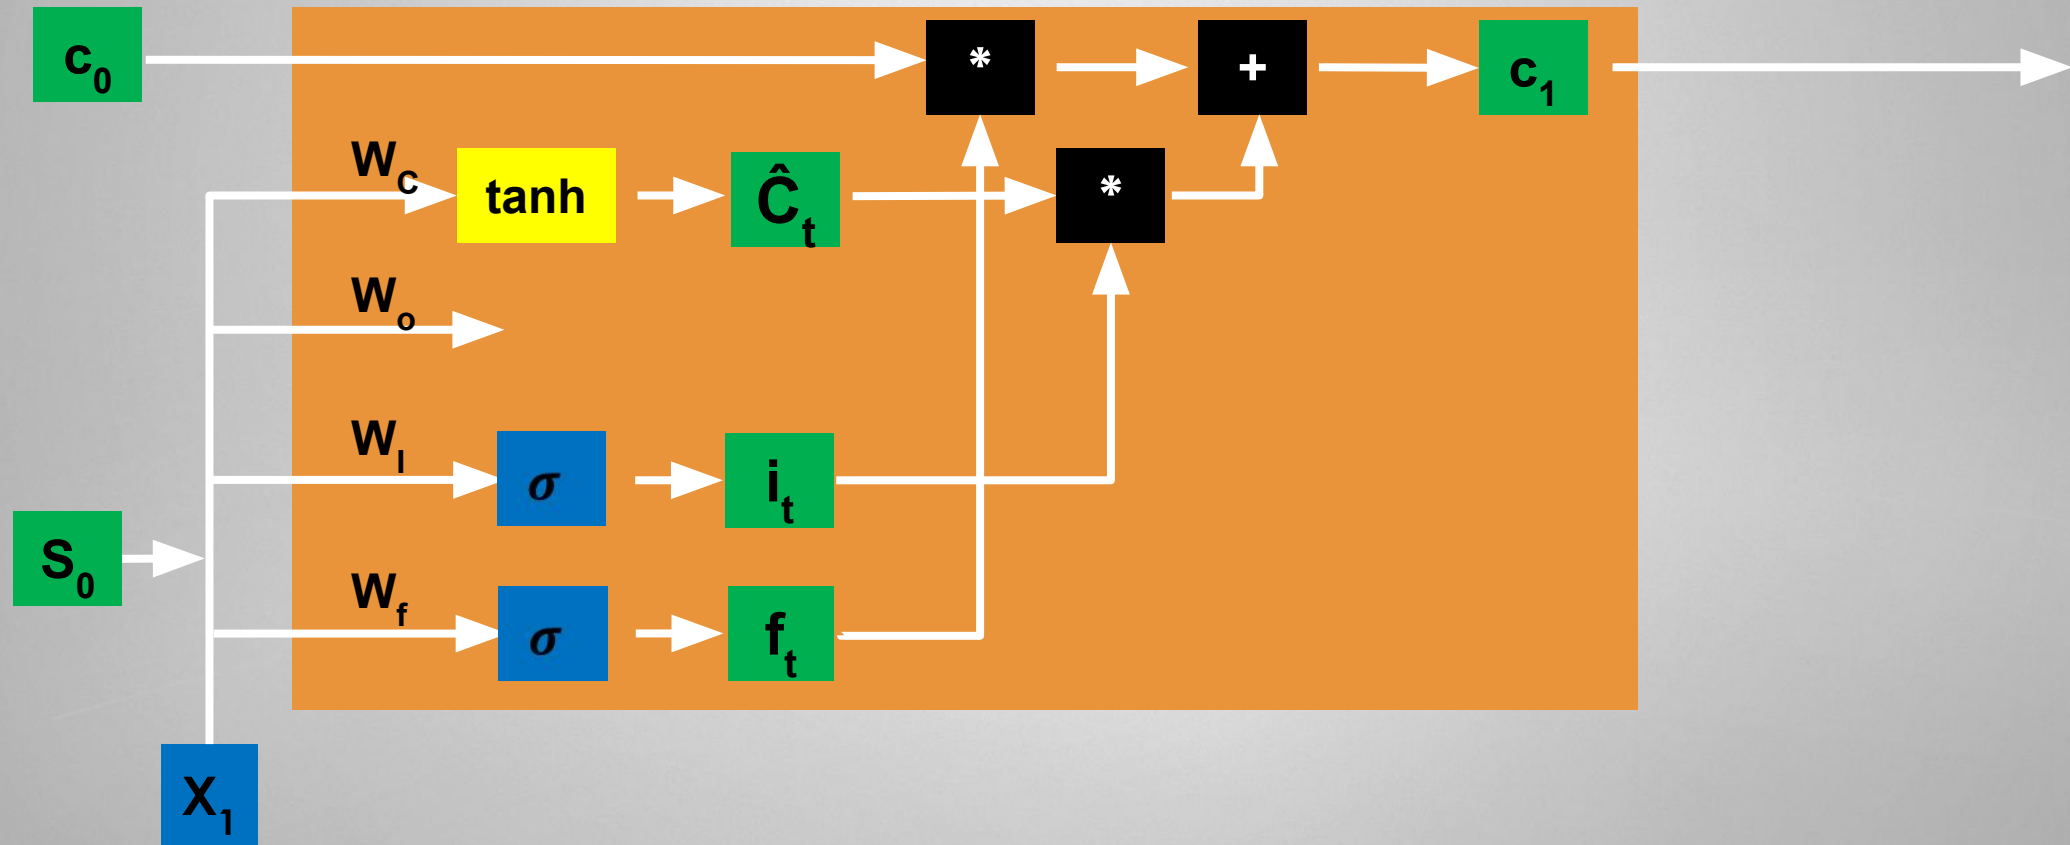 c0
*
+
c1
WC
tanh
Ĉt
*
Wo
WI
σ
it
S0
Wf
σ
ft
X1